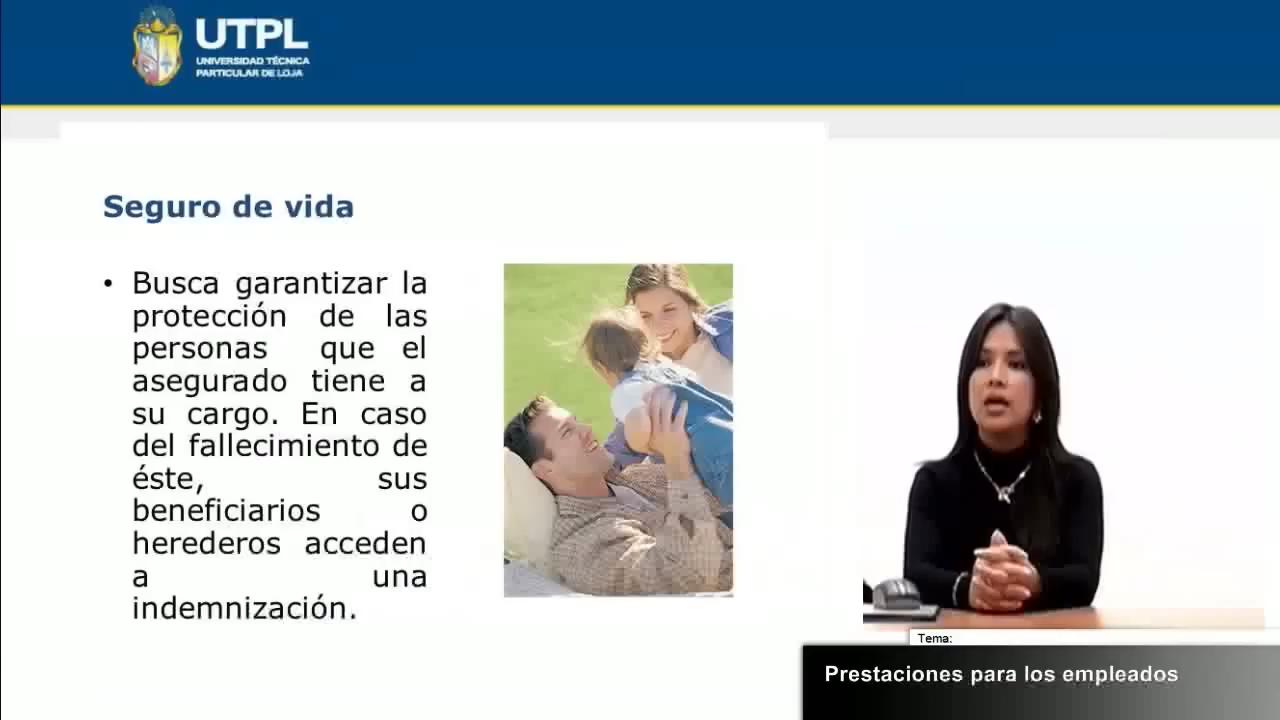 UTPL
UNIVERSIDAD TÉCNICA
PARTICULAR DE LOJA
Seguro de vida
• Busca garantizar la
protección de las
personas que el
asegurado tiene a
su cargo. En caso
del fallecimiento de
éste, sus
beneficiarios o
herederos acceden
a una
indemnización.
Tema:
Prestaciones para los empleados